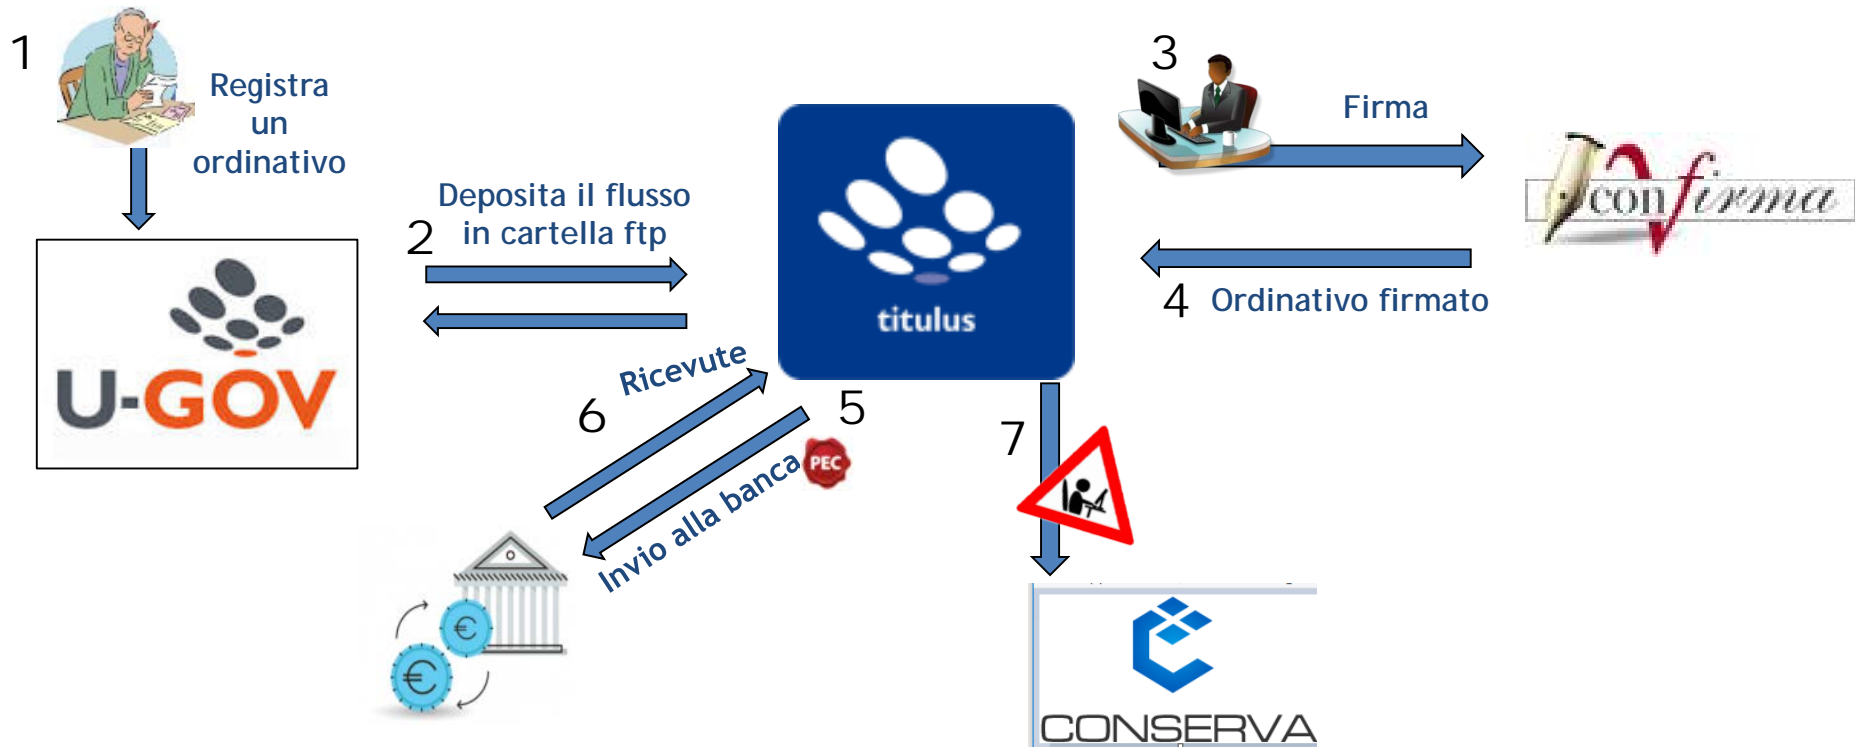 1
Registra
un
ordinativo
U-GOV
2
Deposita il flusso
in cartella ftp
titulus
3
Firma
confirma
4
Ordinativo firmato
5
PEC
Invio alla banca
6
Ricevute
7
CONSERVA